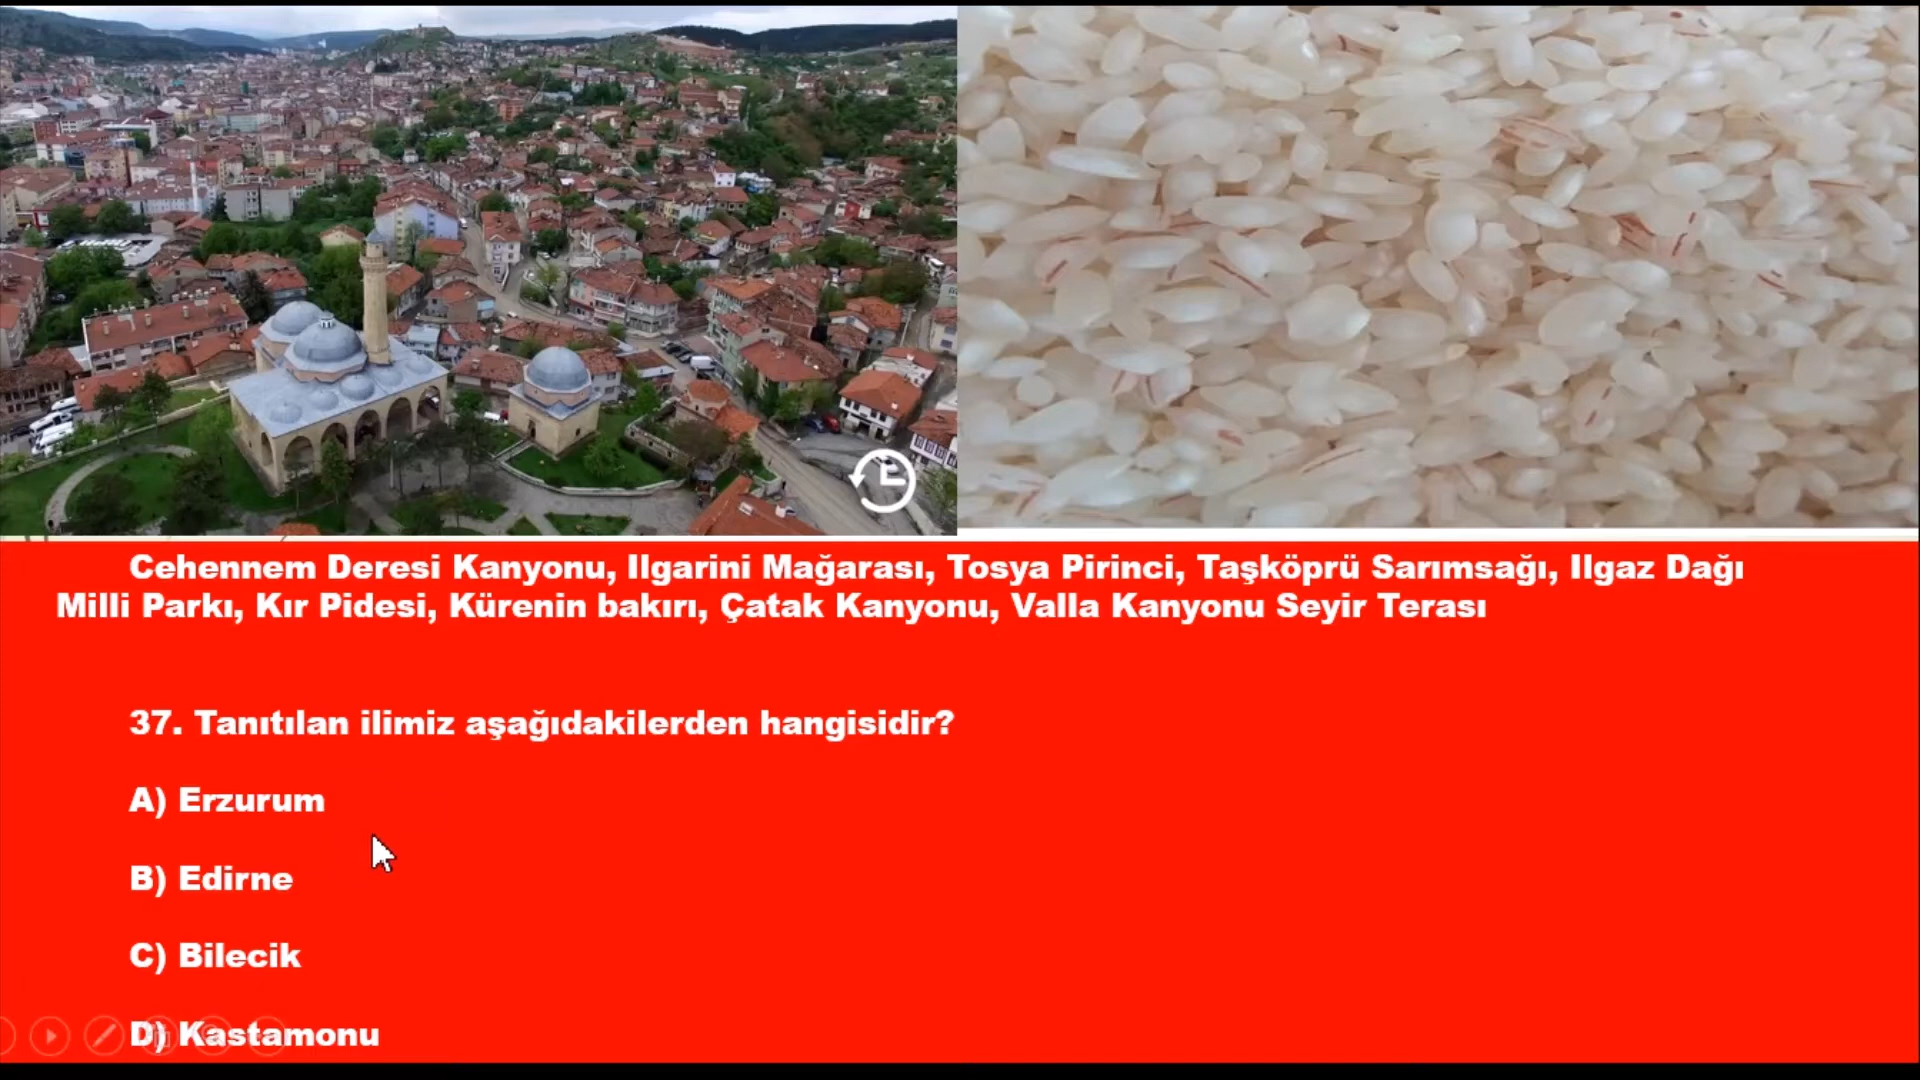 Cehennem Deresi Kanyonu, Ilgarini Mağarası, Tosya Pirinci, Taşköprü Sarımsağı, Ilgaz Dağı
Milli Parkı, Kır Pidesi, Kürenin bakırı, Çatak Kanyonu, Valla Kanyonu Seyir Terası
37. Tanıtılan ilimiz aşağıdakilerden hangisidir?
A) Erzurum
B) Edirne
C) Bilecik
D) Kastamonu